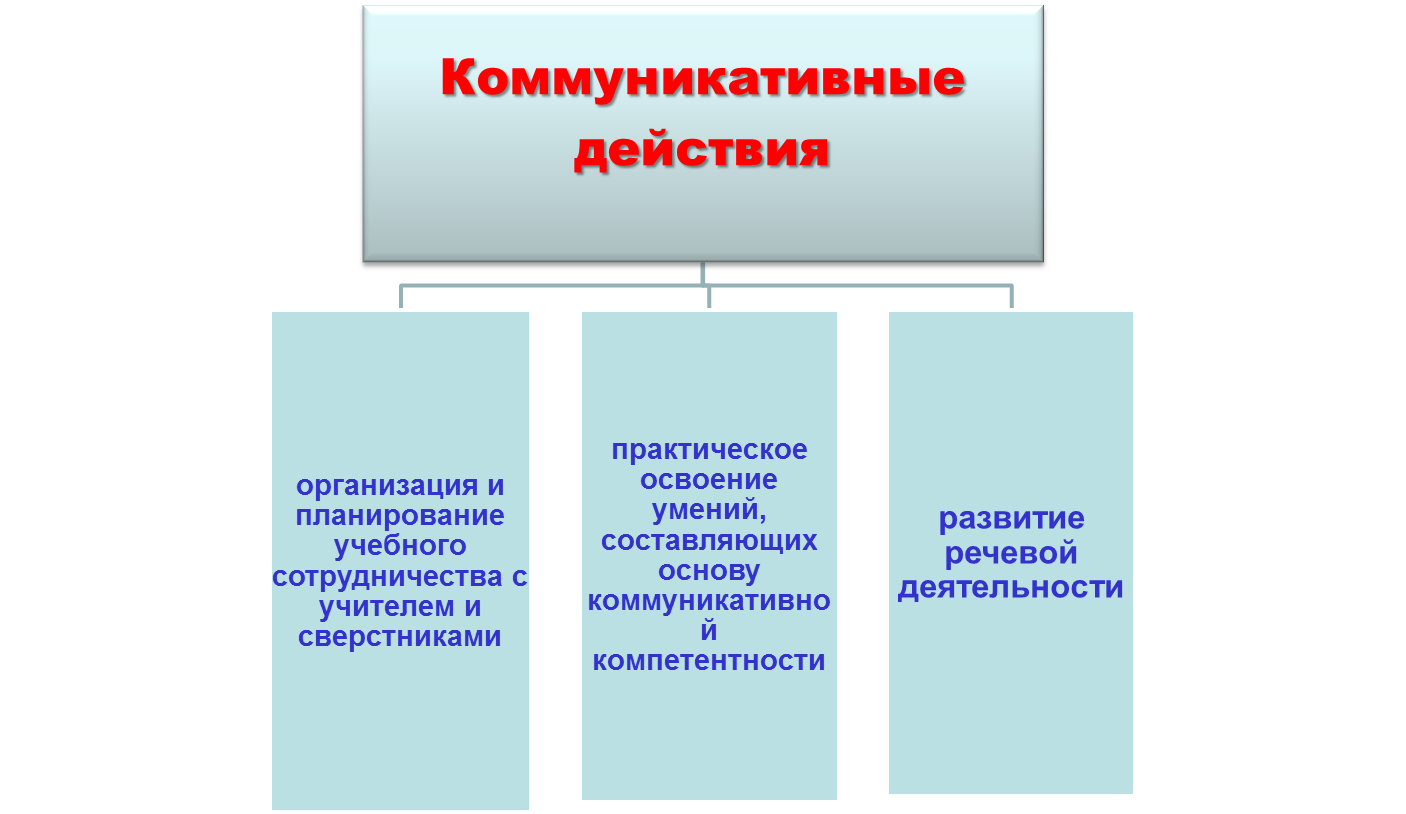 Коммуникативные
действия
организация и
планирование
учебного
сотрудничества с
учителем и
сверстниками
практическое
освоение
умений,
составляющих
основу
коммуникативно
й
компетентности
развитие
речевой
деятельности